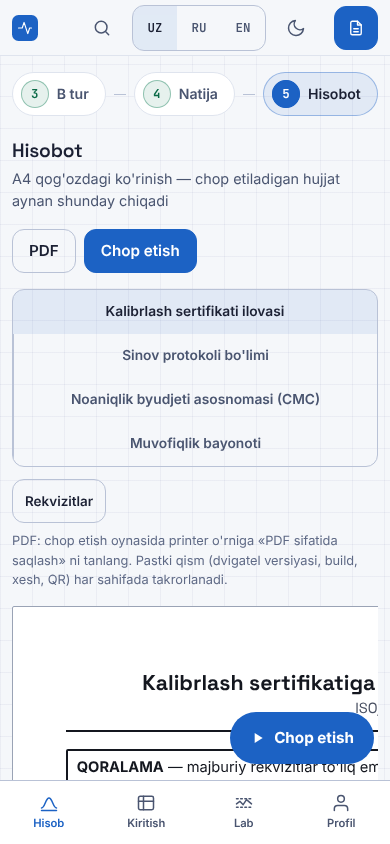 UZ RU EN
3 B tur 4 Natija 5 Hisobot
Hisobot
A4 qog'ozdagi ko'rinish — chop etiladigan hujjat
aynan shunday chiqadi
PDF Chop etish
Kalibrlash sertifikati ilovasi
Sinov protokoli bo'limi
Noaniqlik byudjeti asosnomasi (CMC)
Muvofiqlik bayonoti
Rekvizitlar
PDF: chop etish oynasida printer o'rniga «PDF sifatida
saqlash» ni tanlang. Pastki qism (dvigatel versiyasi, build,
xesh, QR) har sahifada takrorlanadi.
Kalibrlash sertifikatiga
ISO
Chop etish
QORALAMA — majburiy rekvizitlar to'liq em
Hisob Kiritish Lab Profil